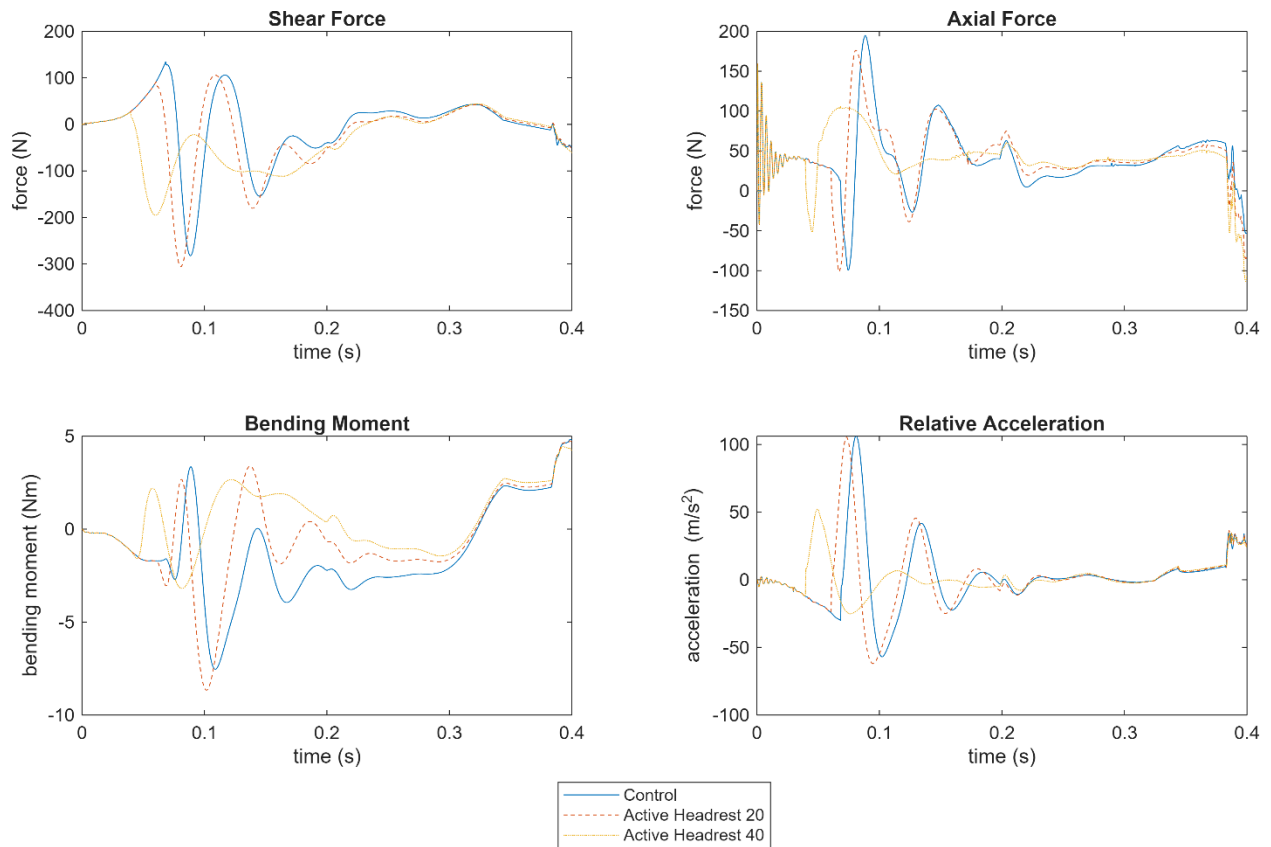 Shear Force
200
100
0
-100
-200
-300
-400
force (N)
0
0.1
0.2
0.3
0.4
time (s)
Axial Force
200
150
100
50
0
-50
-100
-150
force (N)
0
0.1
0.2
0.3
0.4
time (s)
Bending Moment
5
0
-5
-10
bending moment (Nm)
0
0.1
0.2
0.3
0.4
time (s)
Relative Acceleration
100
50
0
-50
-100
acceleration (m/s²)
0
0.1
0.2
0.3
0.4
time (s)
Control
Active Headrest 20
Active Headrest 40